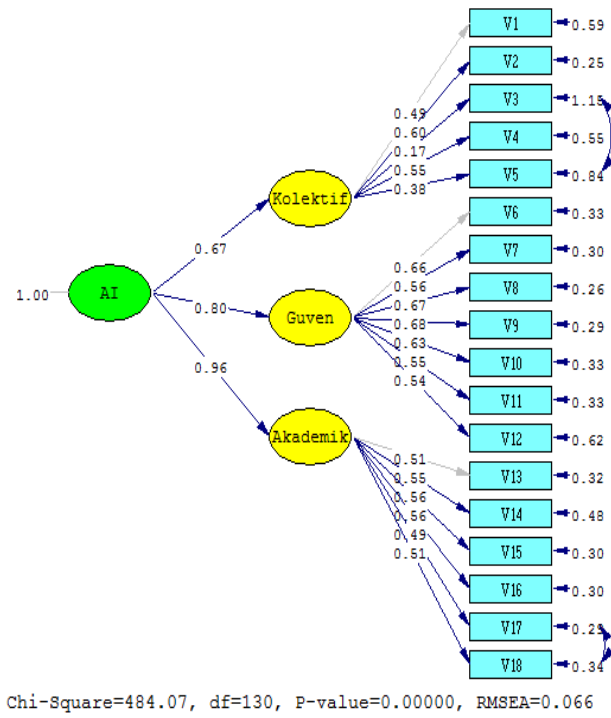 V1 0.59
V2 0.25
V3 1.15
0.49
0.60
V4 0.55
0.17
0.55
V5 0.84
0.38
Kolektif
V6 0.33
0.67
V7 0.30
0.66
0.56
V8 0.26
1.00 AI
0.67
0.80
Guven
V9 0.29
0.68
0.63
V10 0.33
0.55
0.54
V11 0.33
0.96
V12 0.62
Akademik
0.51
V13 0.32
0.55
0.56
V14 0.48
0.56
0.49
V15 0.30
0.51
V16 0.30
V17 0.29
V18 0.34
Chi-Square=484.07, df=130, P-value=0.00000, RMSEA=0.066